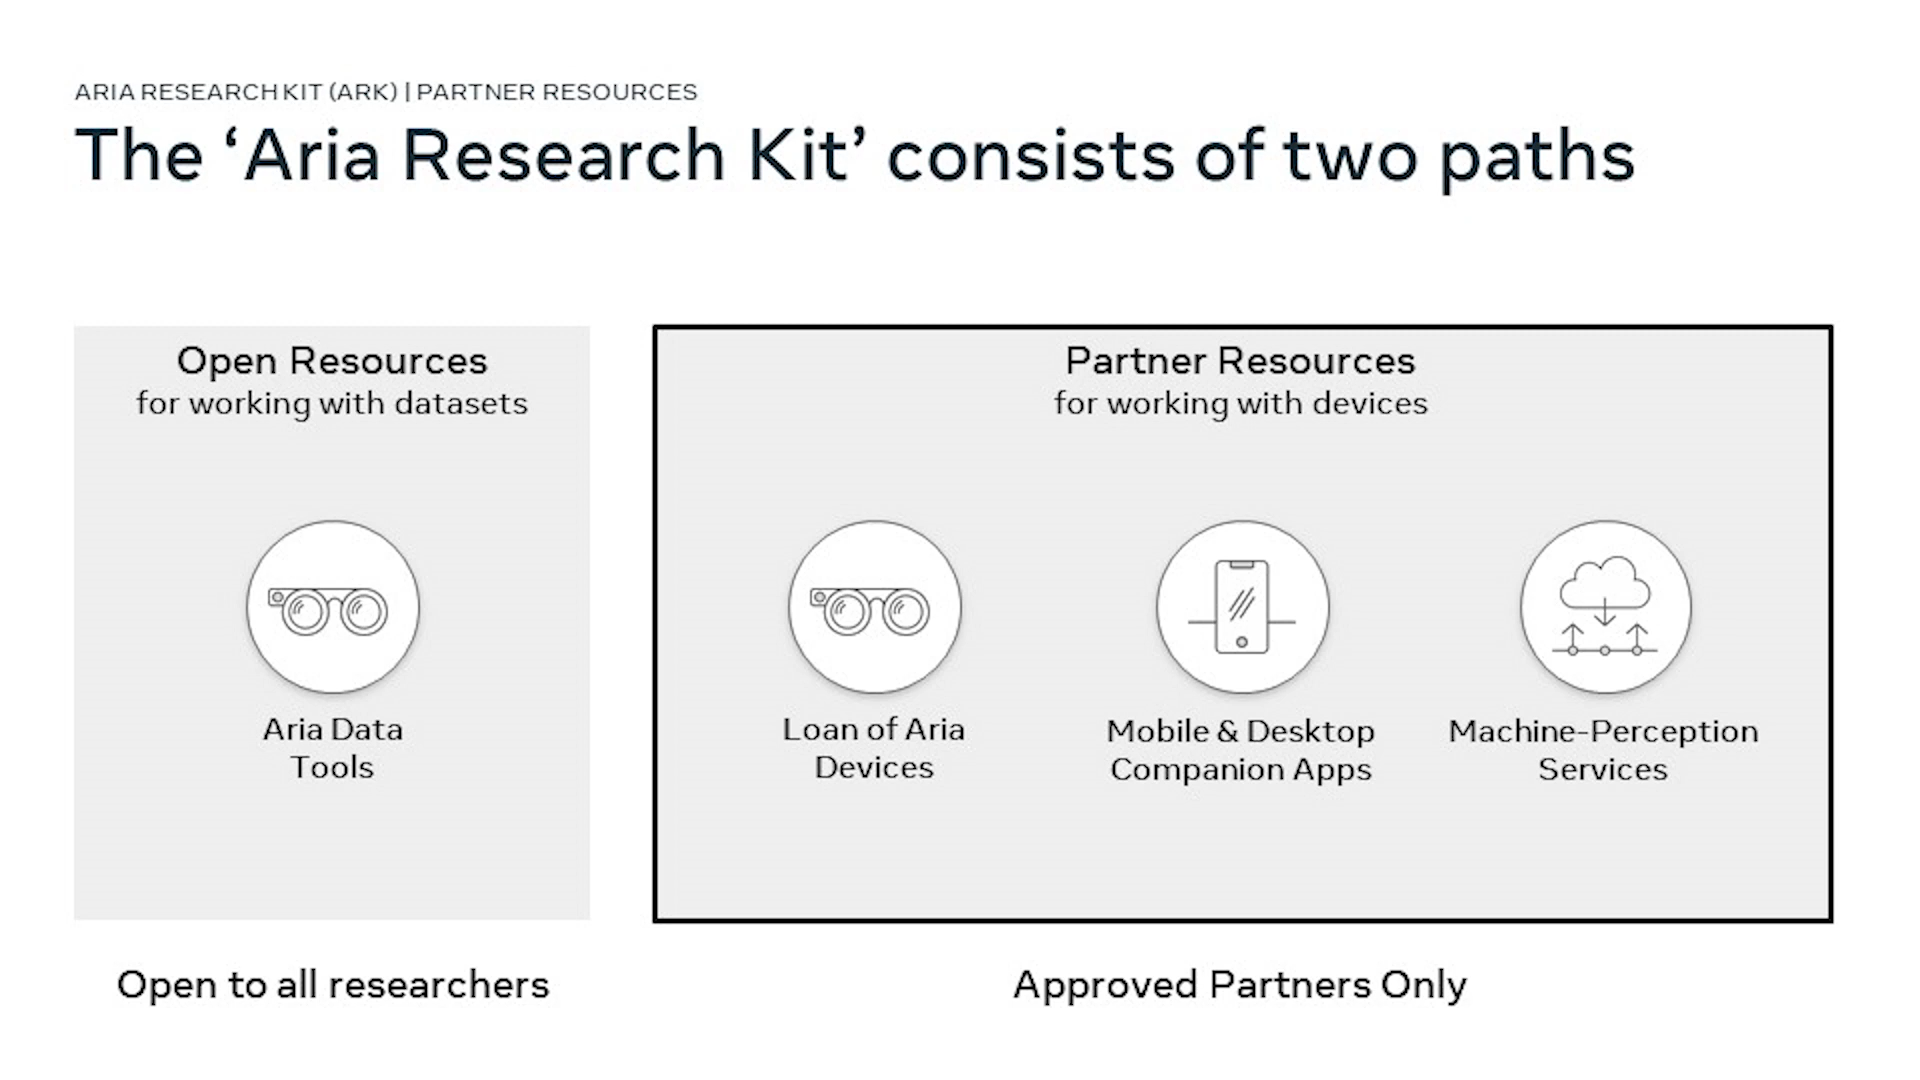 ARIA RESEARCH KIT (ARK) | PARTNER RESOURCES
The ‘Aria Research Kit’ consists of two paths
Open Resources
for working with datasets
Aria Data
Tools
Open to all researchers
Partner Resources
for working with devices
Loan of Aria
Devices
Mobile & Desktop
Companion Apps
Machine-Perception
Services
Approved Partners Only